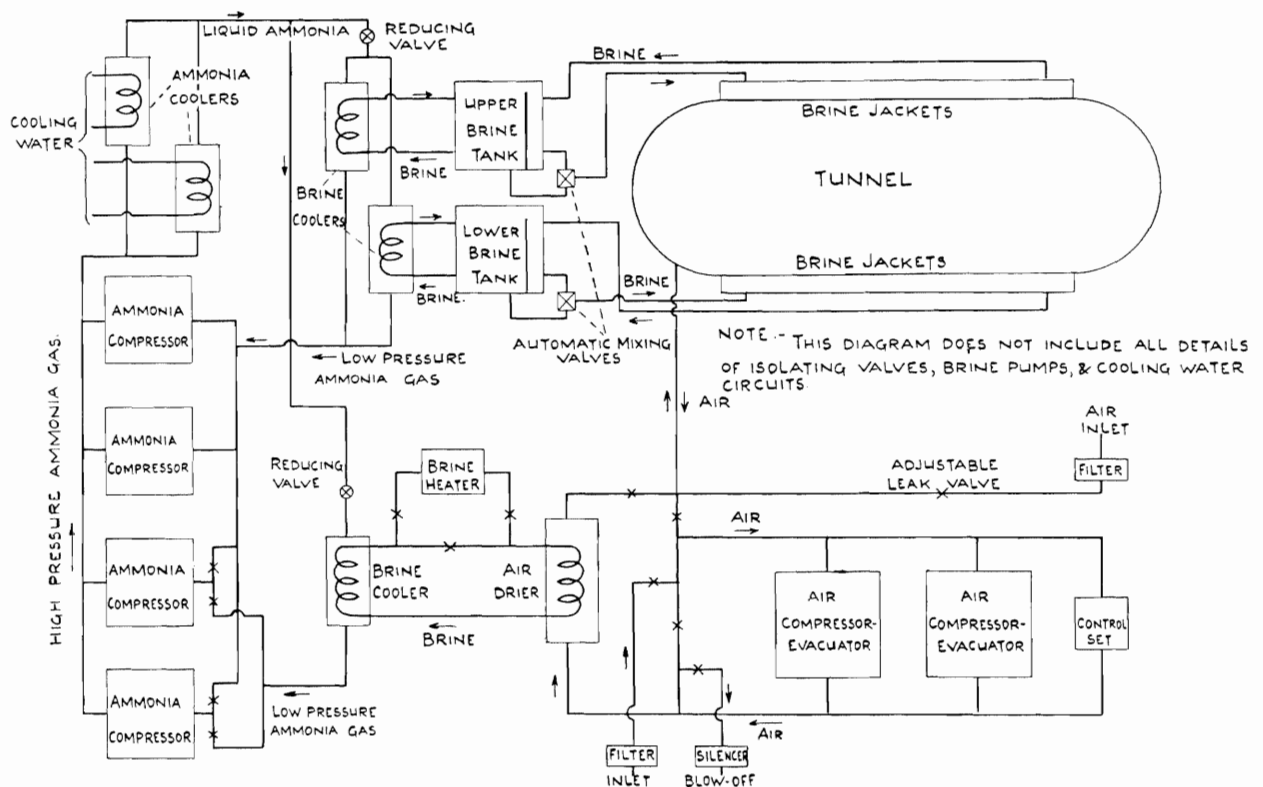 LIQUID AMMONIA
REDUCING
VALVE
AMMONIA
COOLERS
COOLING
WATER
BRINE
BRINE JACKETS
UPPER
BRINE
TANK
BRINE
TUNNEL
BRINE
COOLERS
LOWER
BRINE
TANK
BRINE.
BRINE JACKETS
BRINE
AMMONIA
COMPRESSOR
AUTOMATIC MIXING
VALVES
LOW PRESSURE
AMMONIA GAS
NOTE.- THIS DIAGRAM DOES NOT INCLUDE ALL DETAILS
OF ISOLATING VALVES, BRINE PUMPS, & COOLING WATER
CIRCUITS.
HIGH PRESSURE AMMONIA GAS.
AIR
AIR
INLET
AMMONIA
COMPRESSOR
REDUCING
VALVE
BRINE
HEATER
ADJUSTABLE
LEAK VALVE
FILTER
AIR
AMMONIA
COMPRESSOR
BRINE
COOLER
AIR
DRIER
BRINE
AIR
COMPRESSOR-
EVACUATOR
AIR
COMPRESSOR-
EVACUATOR
CONTROL
SET
AMMONIA
COMPRESSOR
LOW PRESSURE
AMMONIA GAS
AIR
FILTER
INLET
SILENCER
BLOW-OFF